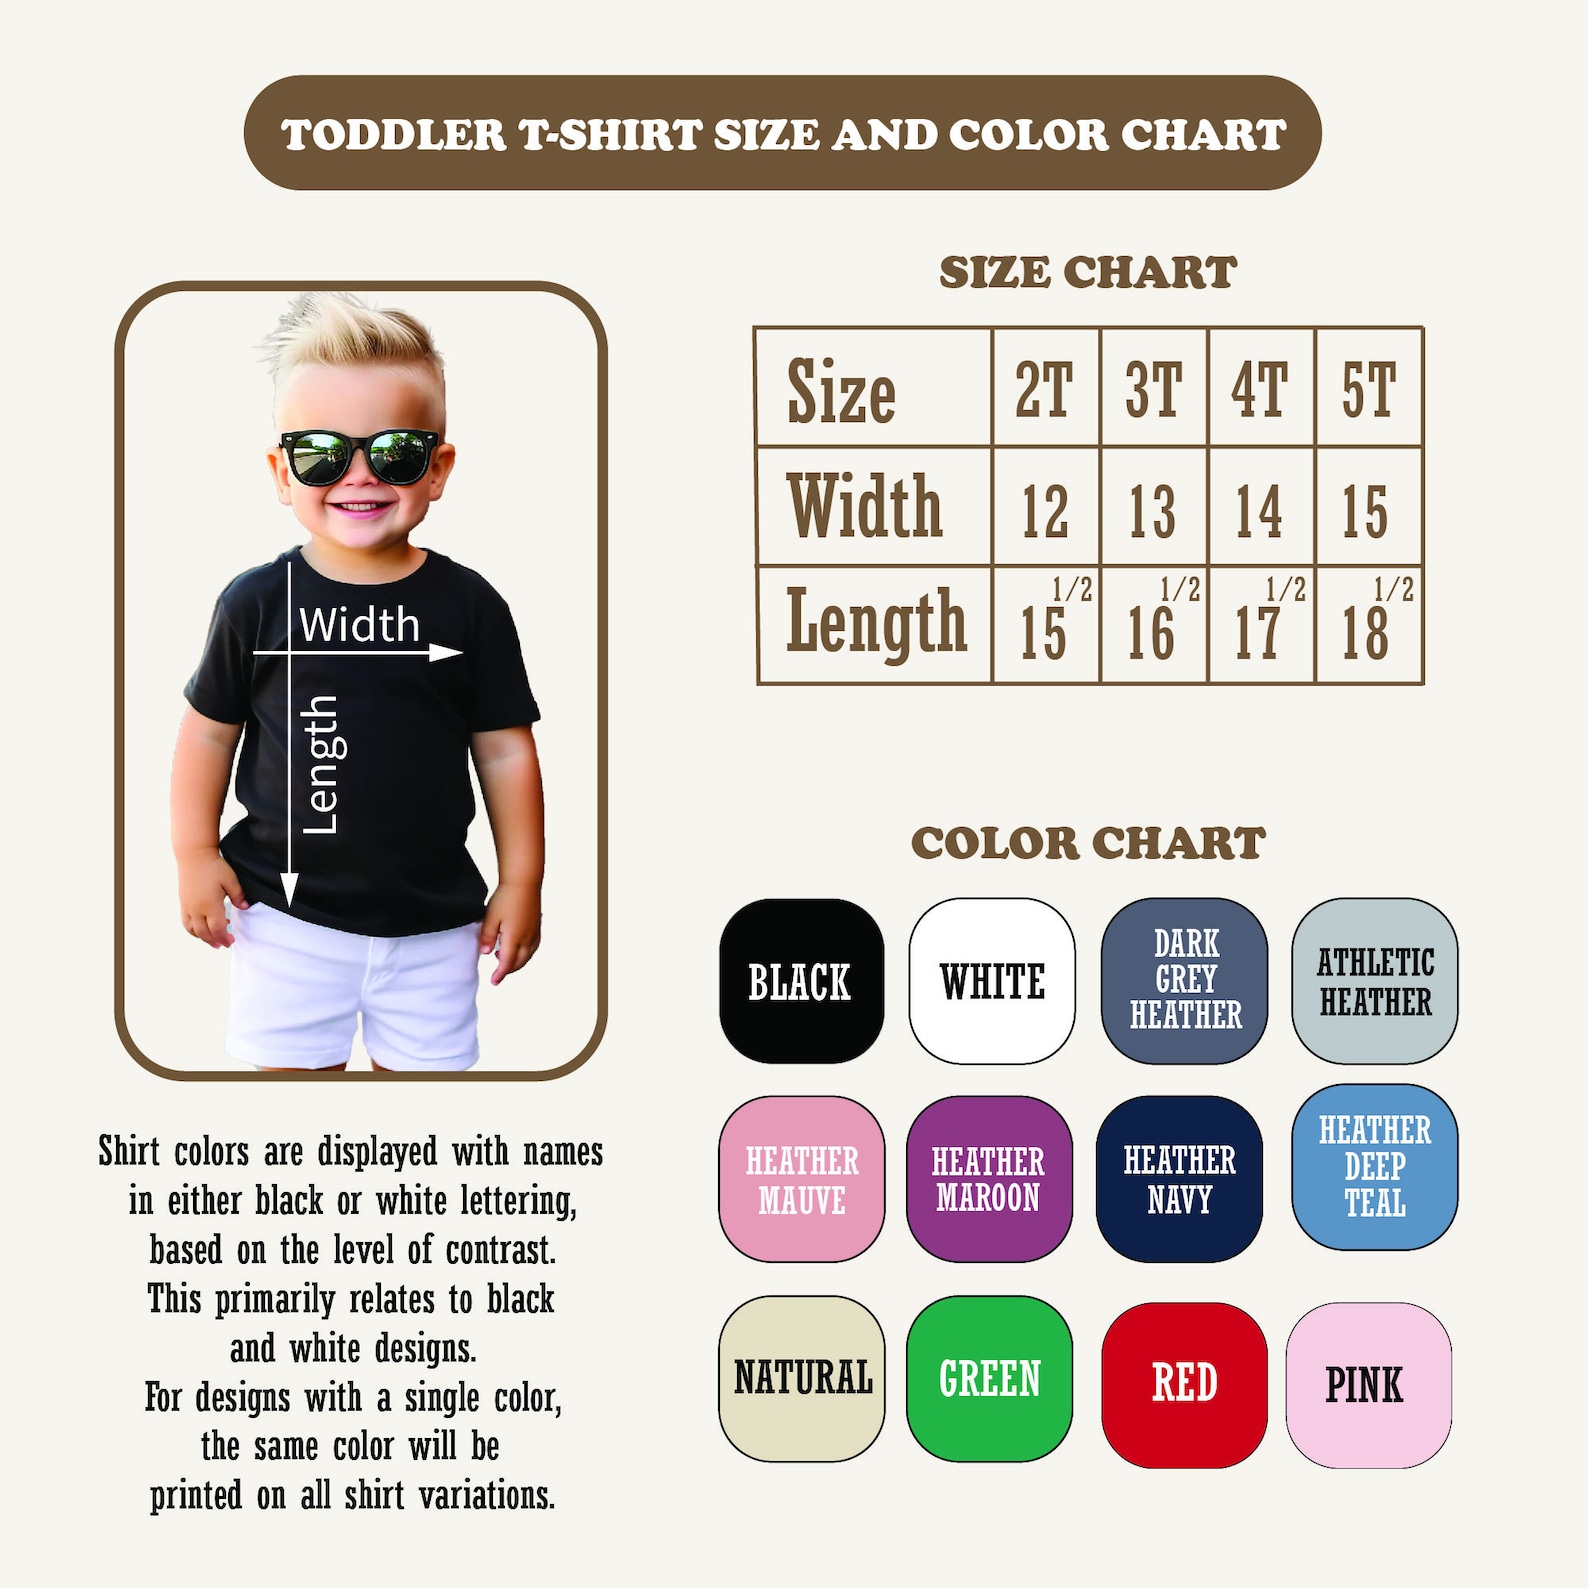 TODDLER T-SHIRT SIZE AND COLOR CHART
SIZE CHART
Size 2T 3T 4T 5T
Width 12 13 14 15
Length 15 1/2 16 1/2 17 1/2 18 1/2
Width
Length
COLOR CHART
BLACK
WHITE
DARK
GREY
HEATHER
ATHLETIC
HEATHER
HEATHER
MAUVE
HEATHER
MAROON
HEATHER
NAVY
HEATHER
DEEP
TEAL
NATURAL
GREEN
RED
PINK
Shirt colors are displayed with names
in either black or white lettering,
based on the level of contrast.
This primarily relates to black
and white designs.
For designs with a single color,
the same color will be
printed on all shirt variations.